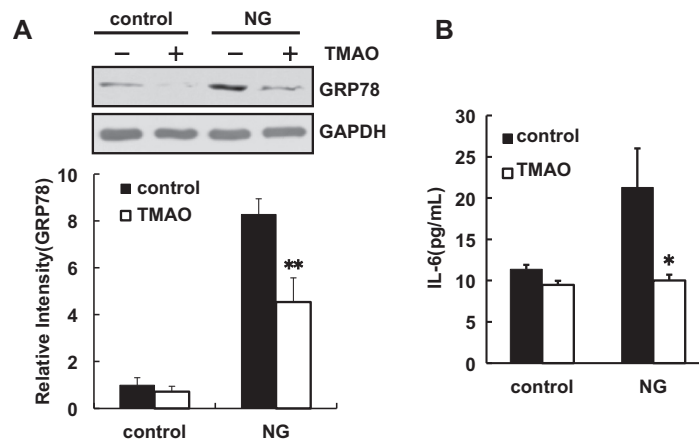 A
control NG
− + − + TMAO
GRP78
GAPDH
Relative Intensity(GRP78)
10
8
6
4
2
0
control
TMAO
**
control NG
B
IL-6(pg/mL)
30
25
20
15
10
5
0
control
TMAO
*
control NG